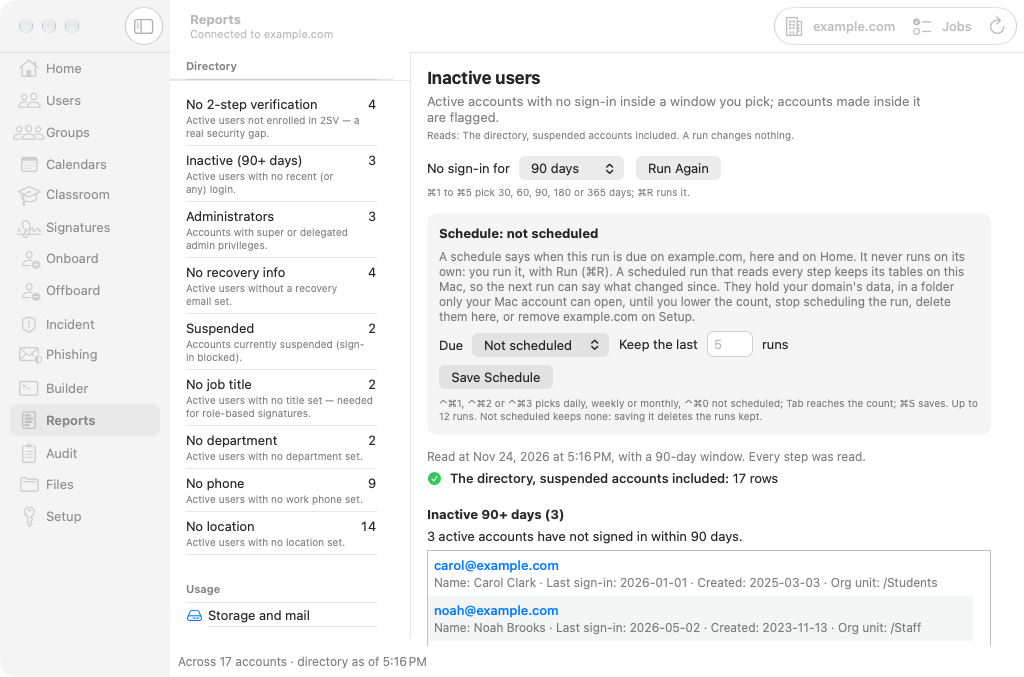 Reports
Connected to example.com
example.com
Jobs
Home
Users
Groups
Calendars
Classroom
Signatures
Onboard
Offboard
Incident
Phishing
Builder
Reports
Audit
Files
Setup
Directory
No 2-step verification 4
Active users not enrolled in 2SV — a
real security gap.
Inactive (90+ days) 3
Active users with no recent (or
any) login.
Administrators 3
Accounts with super or delegated
admin privileges.
No recovery info 4
Active users without a recovery
email set.
Suspended 2
Accounts currently suspended (sign-
in blocked).
No job title 2
Active users with no title set — needed
for role-based signatures.
No department 2
Active users with no department set.
No phone 9
Active users with no work phone set.
No location 14
Active users with no location set.
Usage
Storage and mail
Across 17 accounts · directory as of 5:16 PM
Inactive users
Active accounts with no sign-in inside a window you pick; accounts made inside it
are flagged.
Reads: The directory, suspended accounts included. A run changes nothing.
No sign-in for 90 days Run Again
⌘1 to ⌘5 pick 30, 60, 90, 180 or 365 days; ⌘R runs it.
Schedule: not scheduled
A schedule says when this run is due on example.com, here and on Home. It never runs on its
own: you run it, with Run (⌘R). A scheduled run that reads every step keeps its tables on this
Mac, so the next run can say what changed since. They hold your domain's data, in a folder
only your Mac account can open, until you lower the count, stop scheduling the run, delete
them here, or remove example.com on Setup.
Due Not scheduled Keep the last 5 runs
Save Schedule
⌃⌘1, ⌃⌘2 or ⌃⌘3 picks daily, weekly or monthly, ⌃⌘0 not scheduled; Tab reaches the count; ⌘S saves. Up to
12 runs. Not scheduled keeps none: saving it deletes the runs kept.
Read at Nov 24, 2026 at 5:16 PM, with a 90-day window. Every step was read.
The directory, suspended accounts included: 17 rows
Inactive 90+ days (3)
3 active accounts have not signed in within 90 days.
carol@example.com
Name: Carol Clark · Last sign-in: 2026-01-01 · Created: 2025-03-03 · Org unit: /Students
noah@example.com
Name: Noah Brooks · Last sign-in: 2026-05-02 · Created: 2023-11-13 · Org unit: /Staff